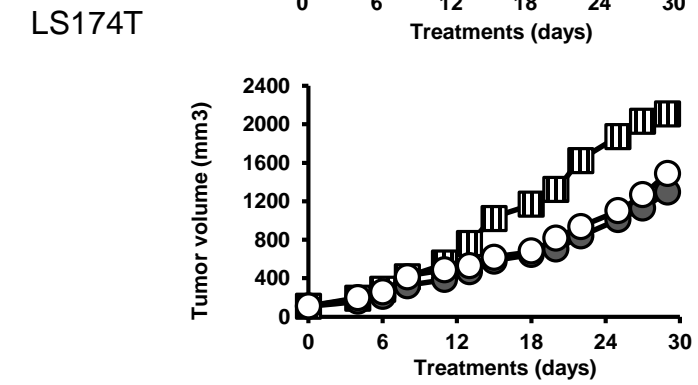 0 6 12 18 24 30
LS174T
Treatments (days)
2400
2000
1600
1200
800
400
0
Tumor volume (mm3)
0 6 12 18 24 30
Treatments (days)